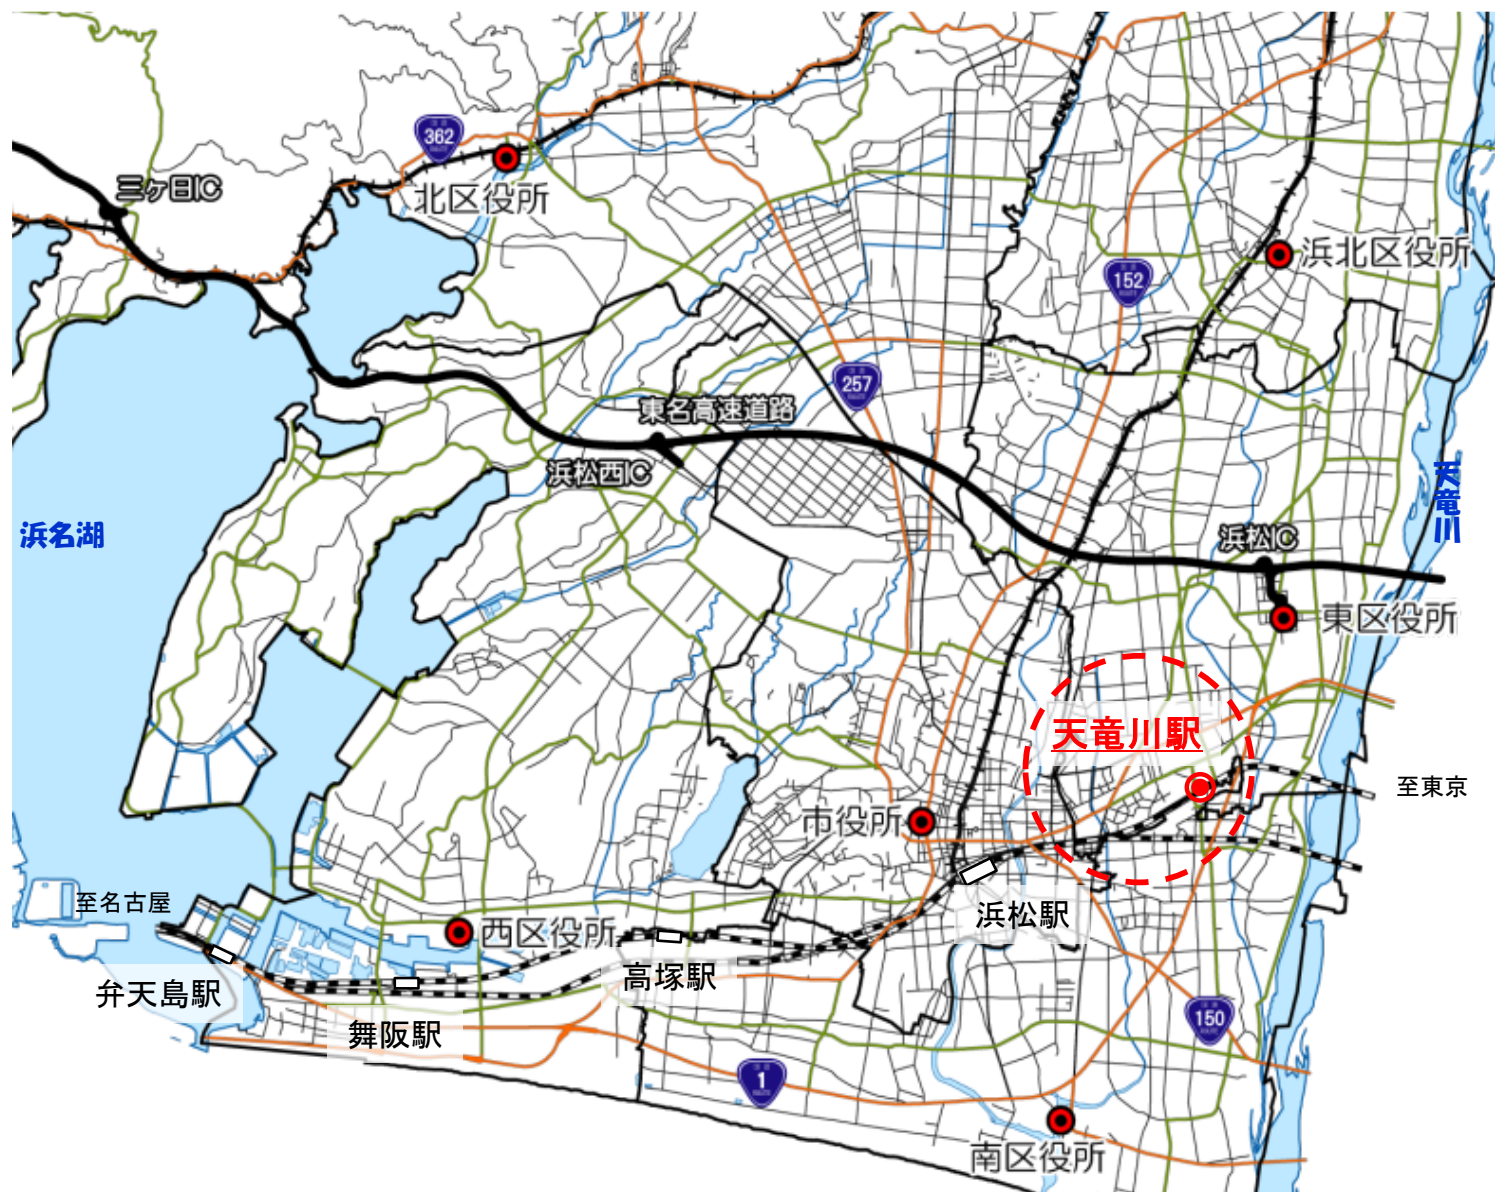 362
三ヶ日IC
北区役所
浜北区役所
152
257
東名高速道路
浜松西IC
天竜川
浜名湖
浜松IC
東区役所
天竜川駅
至東京
市役所
至名古屋
浜松駅
西区役所
高塚駅
弁天島駅
舞阪駅
150
1
南区役所